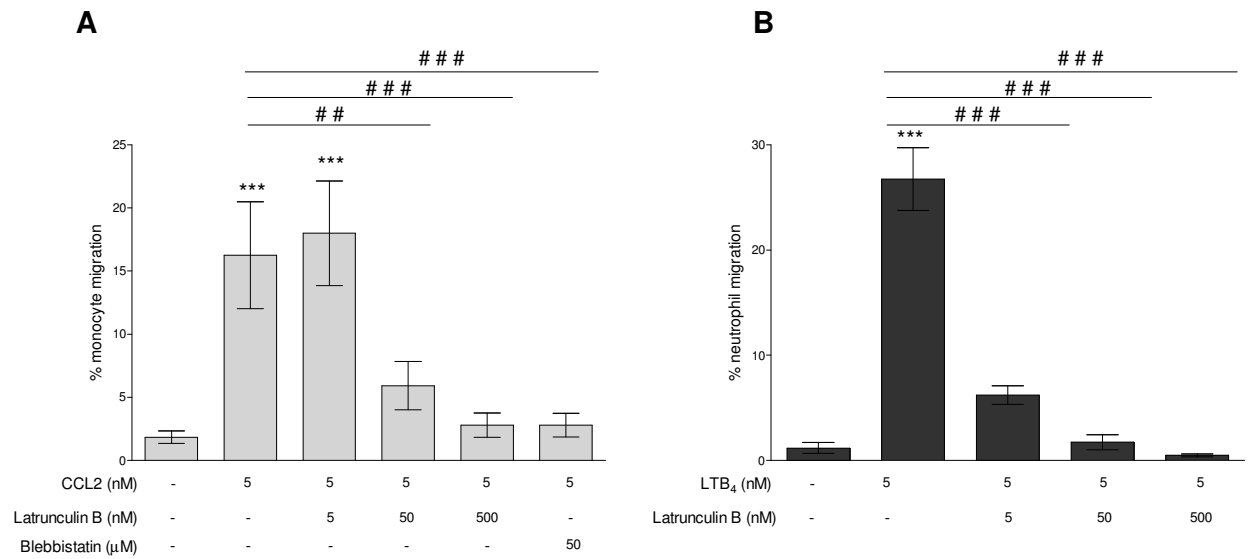 A
# # #
# # #
# #
***
***
25
20
15
10
5
0
% monocyte migration
CCL2 (nM) - 5 5 5 5 5
Latrunculin B (nM) - - 5 50 500 -
Blebbistatin (µM) - - - - - 50
B
# # #
# # #
# # #
***
30
20
10
0
% neutrophil migration
LTB4 (nM) - 5 5 5 5
Latrunculin B (nM) - - 5 50 500